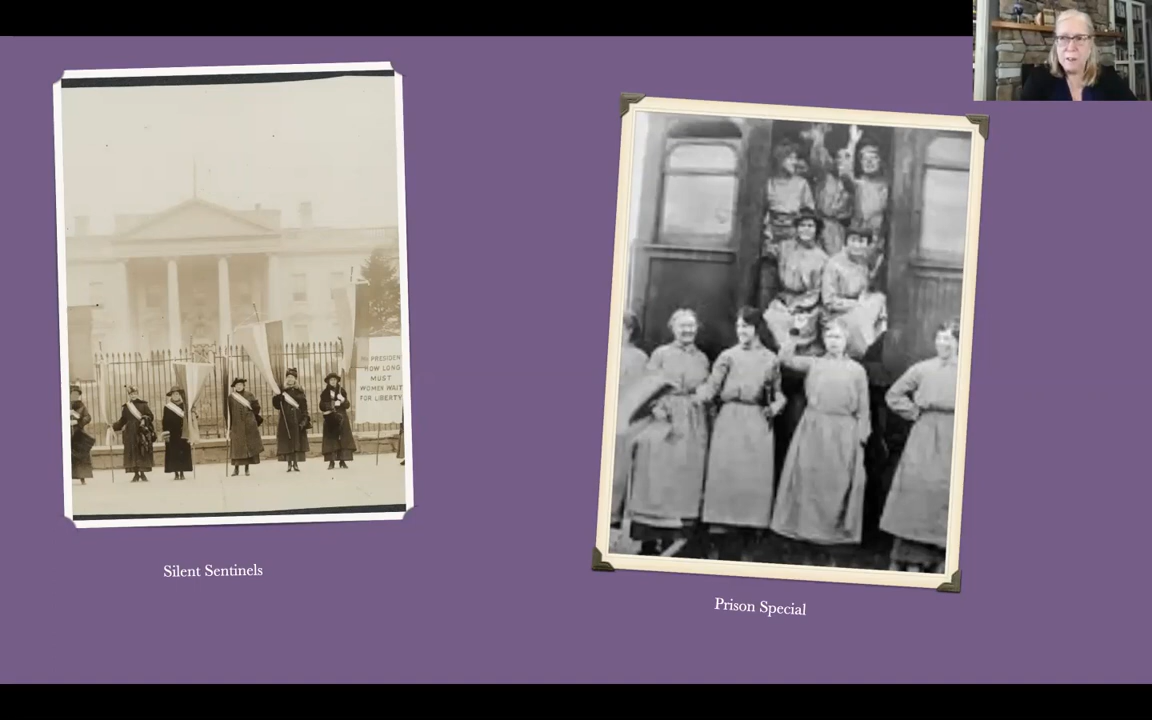 MR PRESIDENT
HOW LONG
MUST
WOMEN WAIT
FOR LIBERTY
Silent Sentinels
Prison Special